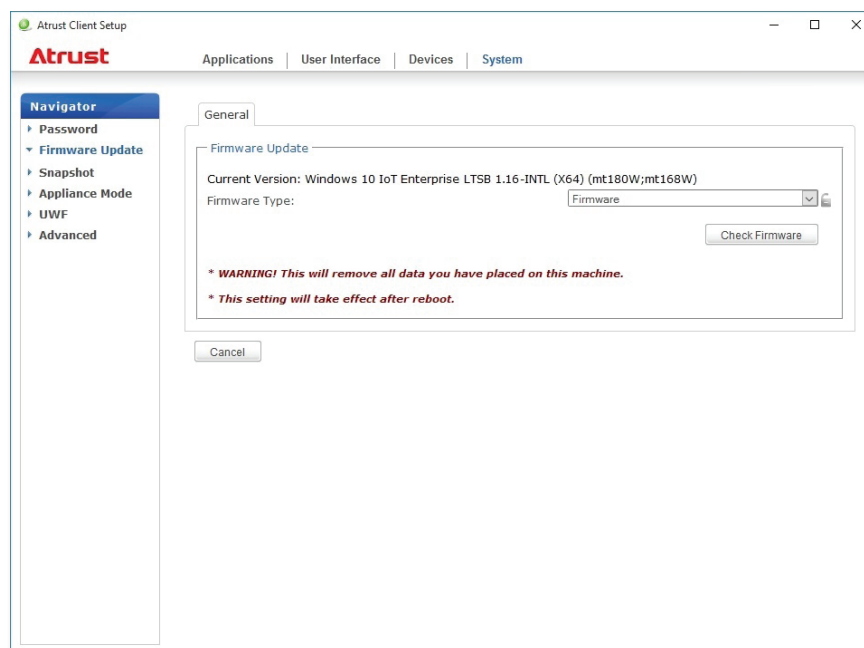 Atrust Client Setup
Atrust
Applications | User Interface | Devices | System
Navigator
Password
Firmware Update
Snapshot
Appliance Mode
UWF
Advanced
General
Firmware Update
Current Version: Windows 10 IoT Enterprise LTSB 1.16-INTL (X64) (mt180W;mt168W)
Firmware Type: Firmware
Check Firmware
* WARNING! This will remove all data you have placed on this machine.
* This setting will take effect after reboot.
Cancel